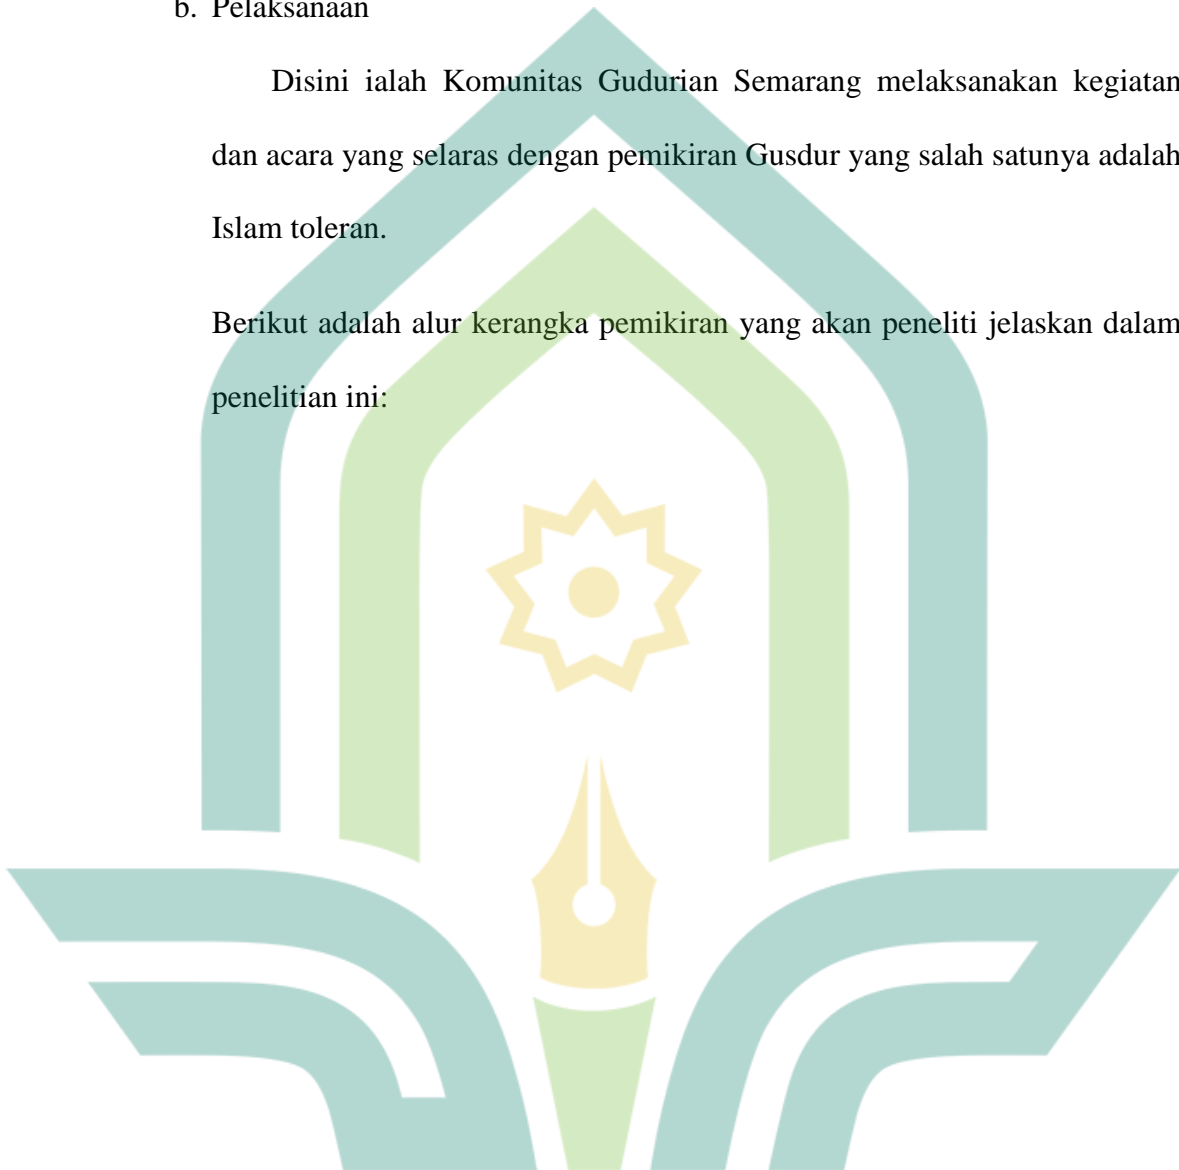 b. Pelaksanaan
Disini ialah Komunitas Gudurian Semarang melaksanakan kegiatan
dan acara yang selaras dengan pemikiran Gusdur yang salah satunya adalah
Islam toleran.
Berikut adalah alur kerangka pemikiran yang akan peneliti jelaskan dalam
penelitian ini: